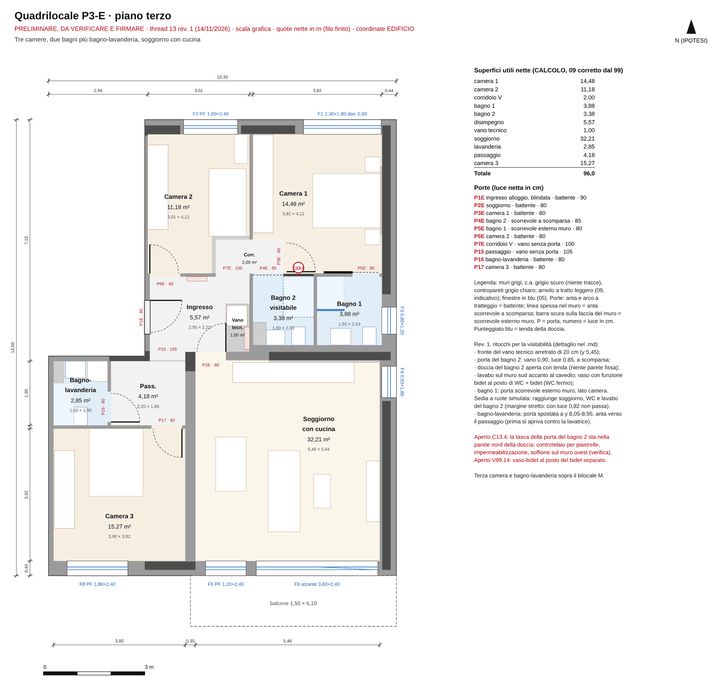 Quadrilocale P3-E · piano terzo
PRELIMINARE, DA VERIFICARE E FIRMARE · thread 13 rev. 1 (14/11/2026) · scala grafica · quote nette in m (filo finito) · coordinate EDIFICIO
Tre camere, due bagni più bagno-lavanderia, soggiorno con cucina
N (IPOTESI)
10,30
2,94
3,01
3,82
0,44
F2 PF 1,60×2,40
F1 2,30×1,80 dav. 0,60
Camera 2
11,18 m²
3,01 × 4,12
Camera 1
14,48 m²
3,82 × 4,12
Corr.
2,00 m²
P3E · 80
P7E · 100
P4E · 85
C13.4
P5E · 80
P6E · 80
7,15
13,50
Ingresso
5,57 m²
P1E · 90
Vano
tecn.
1,00 m²
Bagno 2
visitabile
3,38 m²
Bagno 1
3,88 m²
P15 · 105
P2E · 80
Bagno-
lavanderia
2,85 m²
1,60 × 1,90
P16 · 80
Pass.
4,18 m²
2,20 × 1,90
P17 · 80
1,90
Soggiorno
con cucina
32,21 m²
5,46 × 5,94
Camera 3
15,27 m²
3,90 × 3,92
3,92
0,44
F8 PF 1,80×2,40
F5 PF 1,20×2,40
F6 alzante 3,60×2,40
balcone 1,50 × 6,10
3,90
0,30
5,46
0
3 m
Superfici utili nette (CALCOLO, 09 corretto dal 99)
camera 1 14,48
camera 2 11,18
corridoio V 2,00
bagno 1 3,88
bagno 2 3,38
disimpegno 5,57
vano tecnico 1,00
soggiorno 32,21
lavanderia 2,85
passaggio 4,18
camera 3 15,27
Totale 96,0
Porte (luce netta in cm)
P1E ingresso alloggio, blindata · battente · 90
P2E soggiorno · battente · 80
P3E camera 1 · battente · 80
P4E bagno 2 · scorrevole a scomparsa · 85
P5E bagno 1 · scorrevole esterno muro · 80
P6E camera 2 · battente · 80
P7E corridoio V · vano senza porta · 100
P15 passaggio · vano senza porta · 105
P16 bagno-lavanderia · battente · 80
P17 camera 3 · battente · 80
Legenda: muri grigi, c.a. grigio scuro (niente tracce),
contropareti grigio chiaro; arredo a tratto leggero (09,
indicativo); finestre in blu (05). Porte: anta e arco a
tratteggio = battente; linea spessa nel muro = anta
scorrevole a scomparsa; barra scura sulla faccia del muro =
scorrevole esterno muro. P = porta, numero = luce in cm.
Punteggiato blu = tenda della doccia.
Rev. 1, ritocchi per la visitabilità (dettaglio nel .md):
· fronte del vano tecnico arretrato di 20 cm (y 5,45);
· porta del bagno 2: vano 0,90, luce 0,85, a scomparsa;
· doccia del bagno 2 aperta con tenda (niente parete fissa);
· lavabo sul muro sud accanto al cavedio; vaso con funzione
bidet al posto di WC + bidet (WC fermo);
· bagno 1: porta scorrevole esterno muro, lato camera.
Sedia a ruote simulata: raggiunge soggiorno, WC e lavabo
del bagno 2 (margine stretto: con luce 0,82 non passa).
· bagno-lavanderia: porta spostata a y 8,05-8,95, anta verso
il passaggio (prima si apriva contro la lavatrice).
Aperto C13.4: la tasca della porta del bagno 2 sta nella
parete nord della doccia: controtelaio per piastrelle,
impermeabilizzazione, soffione sul muro ovest (verifica).
Aperto V99.14: vaso-bidet al posto del bidet separato.
Terza camera e bagno-lavanderia sopra il bilocale M.